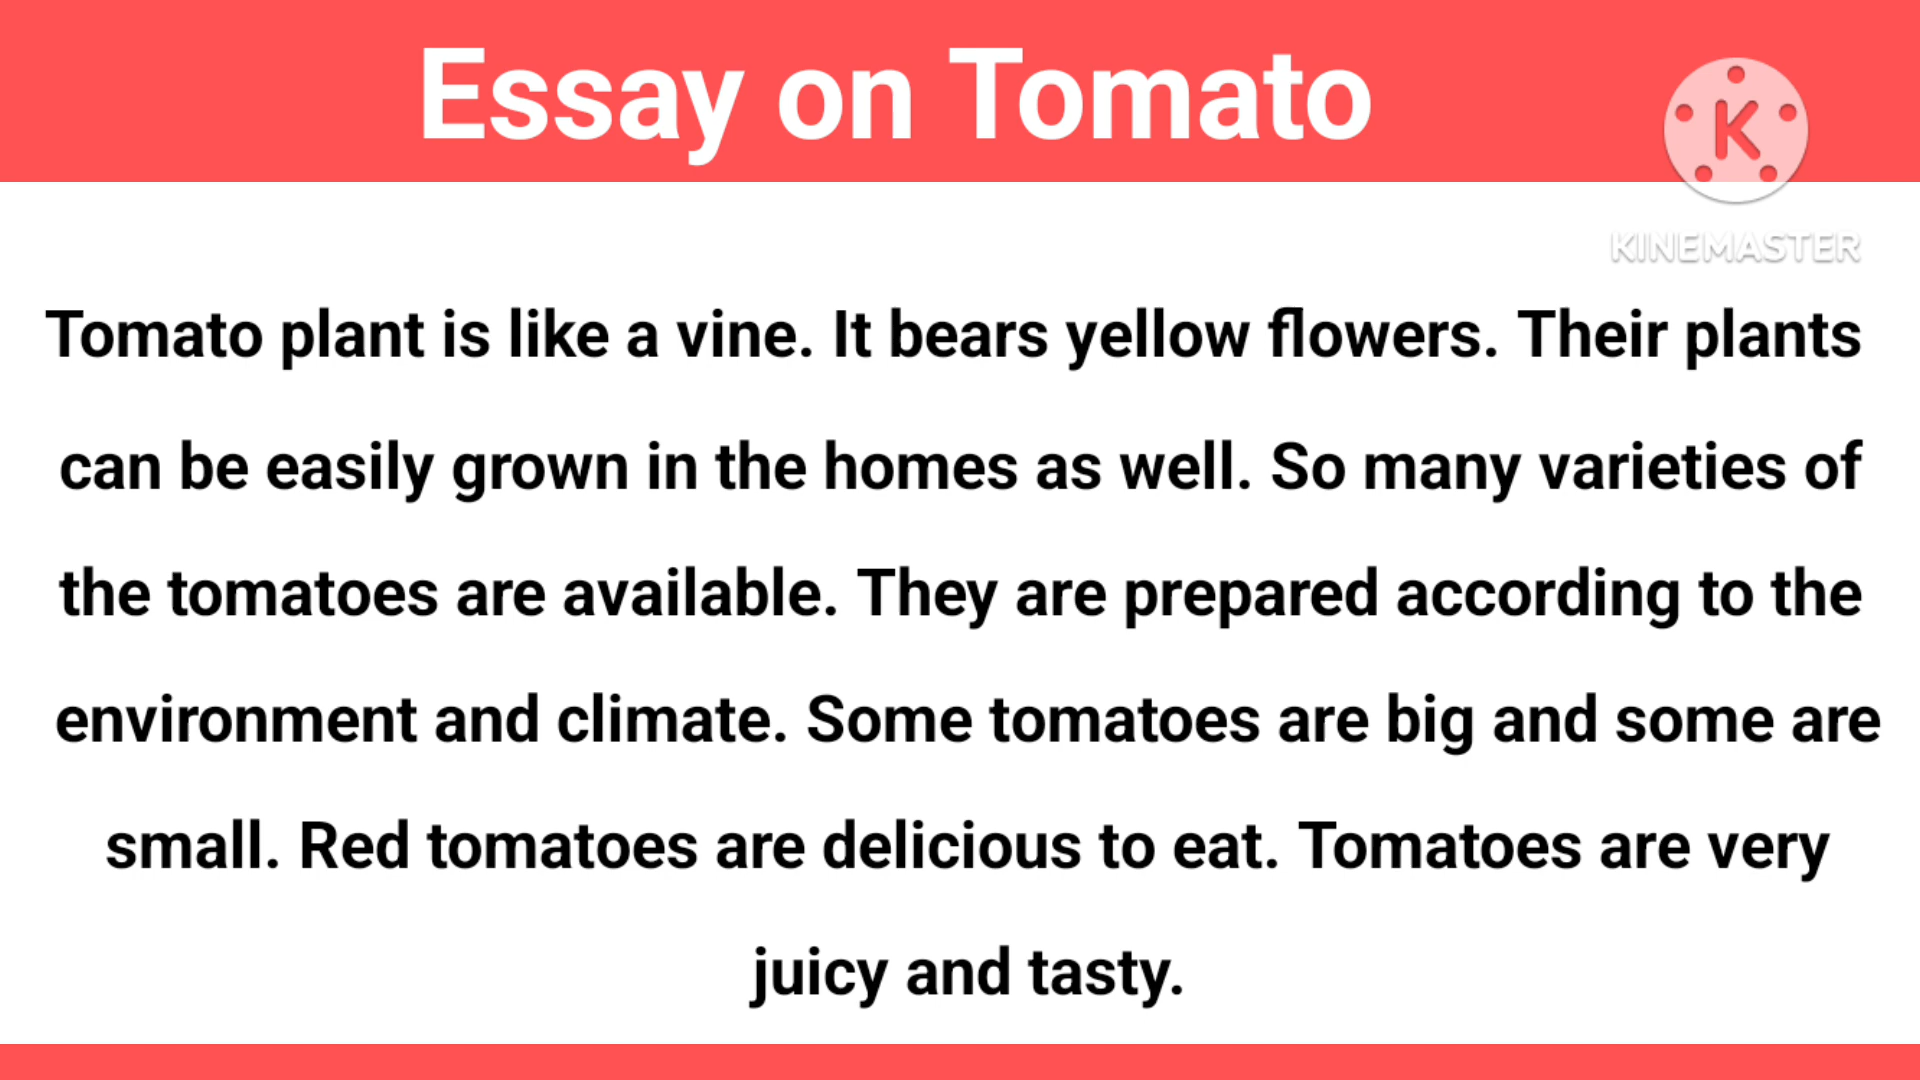 Essay on Tomato
K
KINEMASTER
Tomato plant is like a vine. It bears yellow flowers. Their plants
can be easily grown in the homes as well. So many varieties of
the tomatoes are available. They are prepared according to the
environment and climate. Some tomatoes are big and some are
small. Red tomatoes are delicious to eat. Tomatoes are very
juicy and tasty.